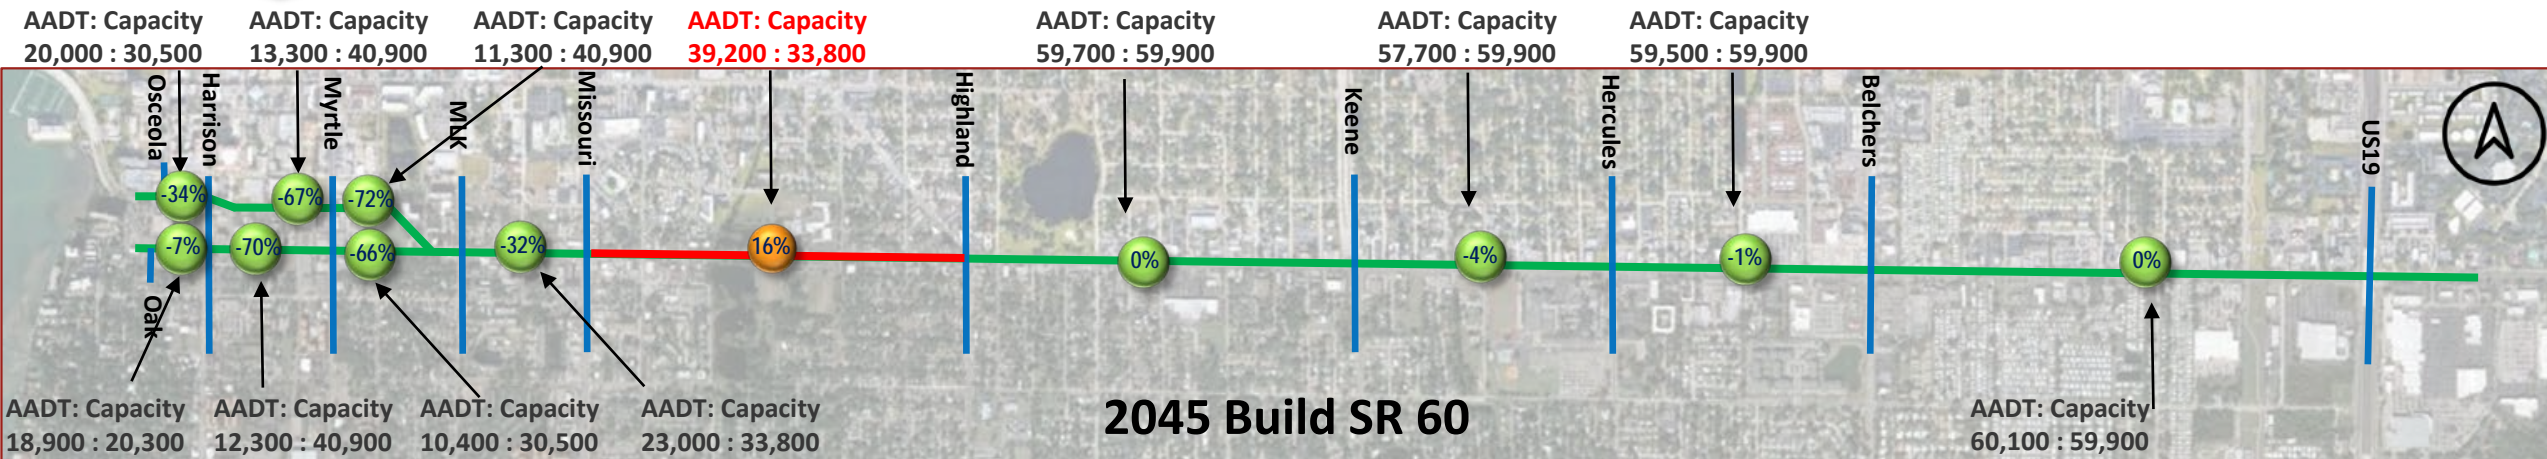 AADT: Capacity
20,000 : 30,500
AADT: Capacity
13,300 : 40,900
AADT: Capacity
11,300 : 40,900
AADT: Capacity
39,200 : 33,800
AADT: Capacity
59,700 : 59,900
AADT: Capacity
57,700 : 59,900
AADT: Capacity
59,500 : 59,900
Osceola
Harrison
Myrtle
MLK
Missouri
Highland
Keene
Hercules
Belchers
US19
-34%
-67%
-72%
-7%
-70%
-66%
-32%
16%
0%
-4%
-1%
0%
Oak
AADT: Capacity
18,900 : 20,300
AADT: Capacity
12,300 : 40,900
AADT: Capacity
10,400 : 30,500
AADT: Capacity
23,000 : 33,800
2045 Build SR 60
AADT: Capacity
60,100 : 59,900